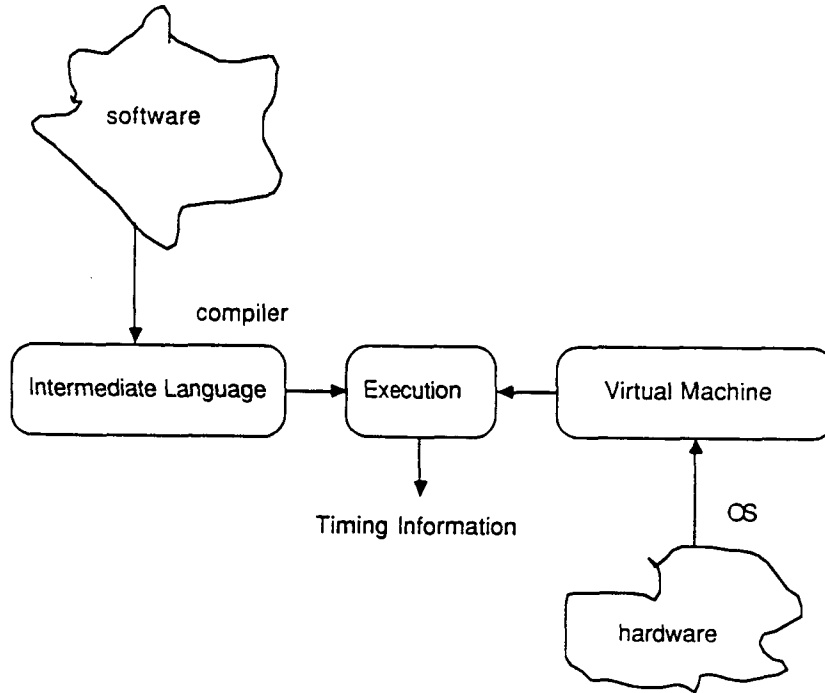 software
compiler
Intermediate Language
Execution
Virtual Machine
Timing Information
OS
hardware